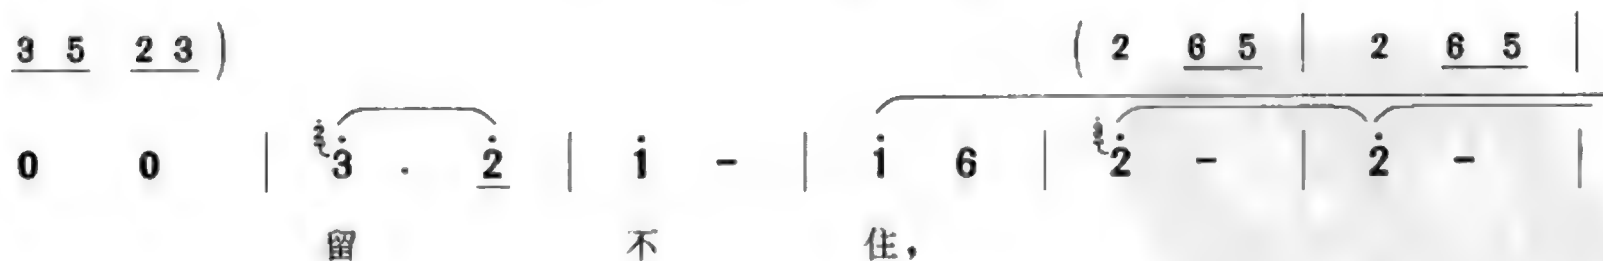 3 5 2 3 ) ( 2 6 5 | 2 6 5 |
0 0 | 3̇ . 2̇ | 1̇ - | 1̇ 6 | 2̇ - | 2̇ - |
留 不 住，